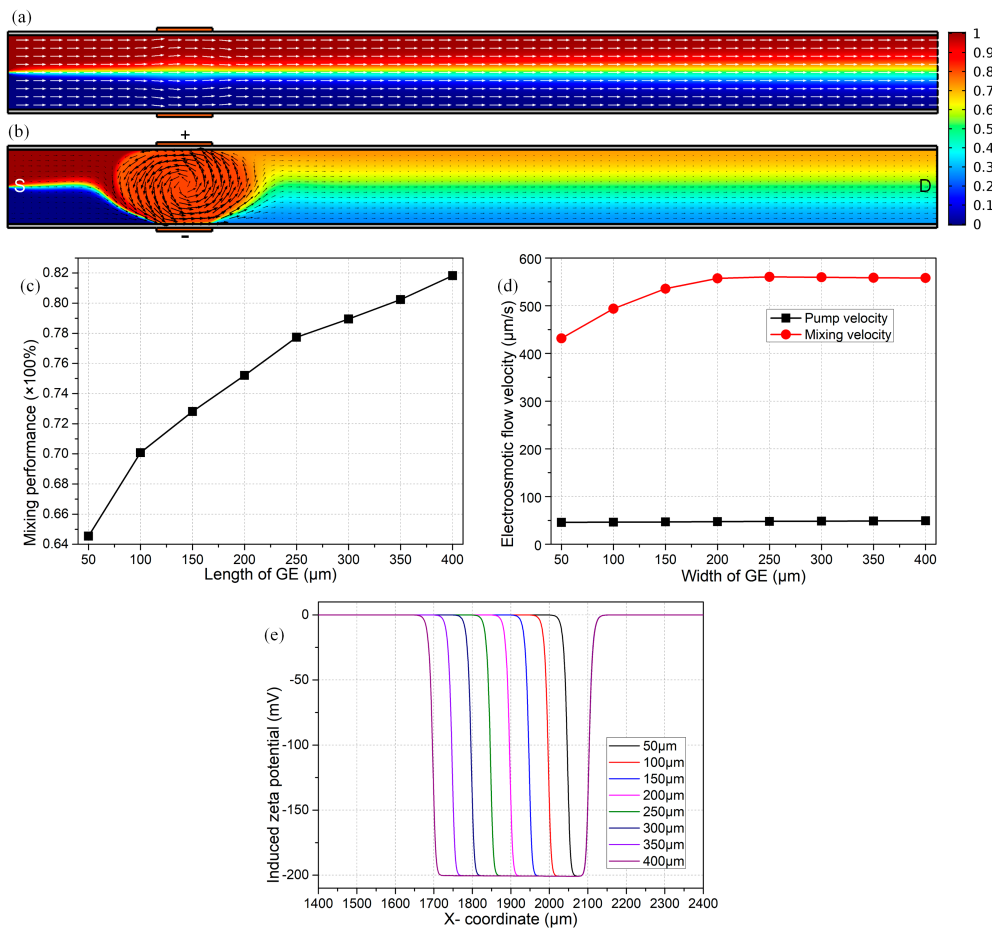 (a)
1
0.9
0.8
0.7
0.6
0.5
0.4
0.3
0.2
0.1
0
(b)
+
S
D
-
(c)
0.82
0.80
0.78
0.76
0.74
0.72
0.70
0.68
0.66
0.64
Mixing performance (×100%)
50 100 150 200 250 300 350 400
Length of GE (µm)
(d)
600
500
400
300
200
100
0
Electroosmotic flow velocity (µm/s)
Pump velocity
Mixing velocity
50 100 150 200 250 300 350 400
Width of GE (µm)
(e)
0
-50
-100
-150
-200
Induced zeta potential (mV)
50µm
100µm
150µm
200µm
250µm
300µm
350µm
400µm
1400 1500 1600 1700 1800 1900 2000 2100 2200 2300 2400
X- coordinate (µm)